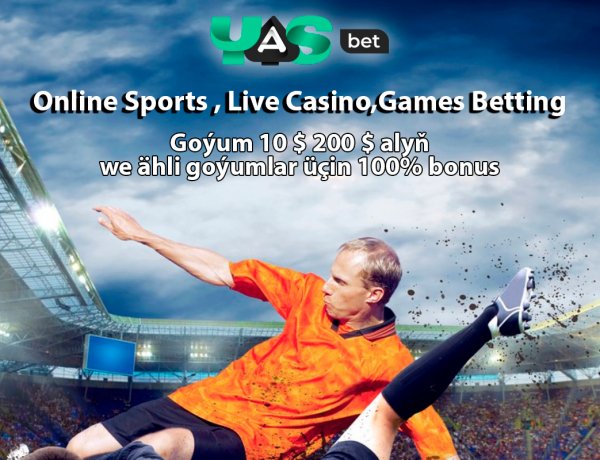 YAS bet
Online Sports , Live Casino,Games Betting
Goýum 10 $ 200 $ alyň
we ähli goýumlar üçin 100% bonus